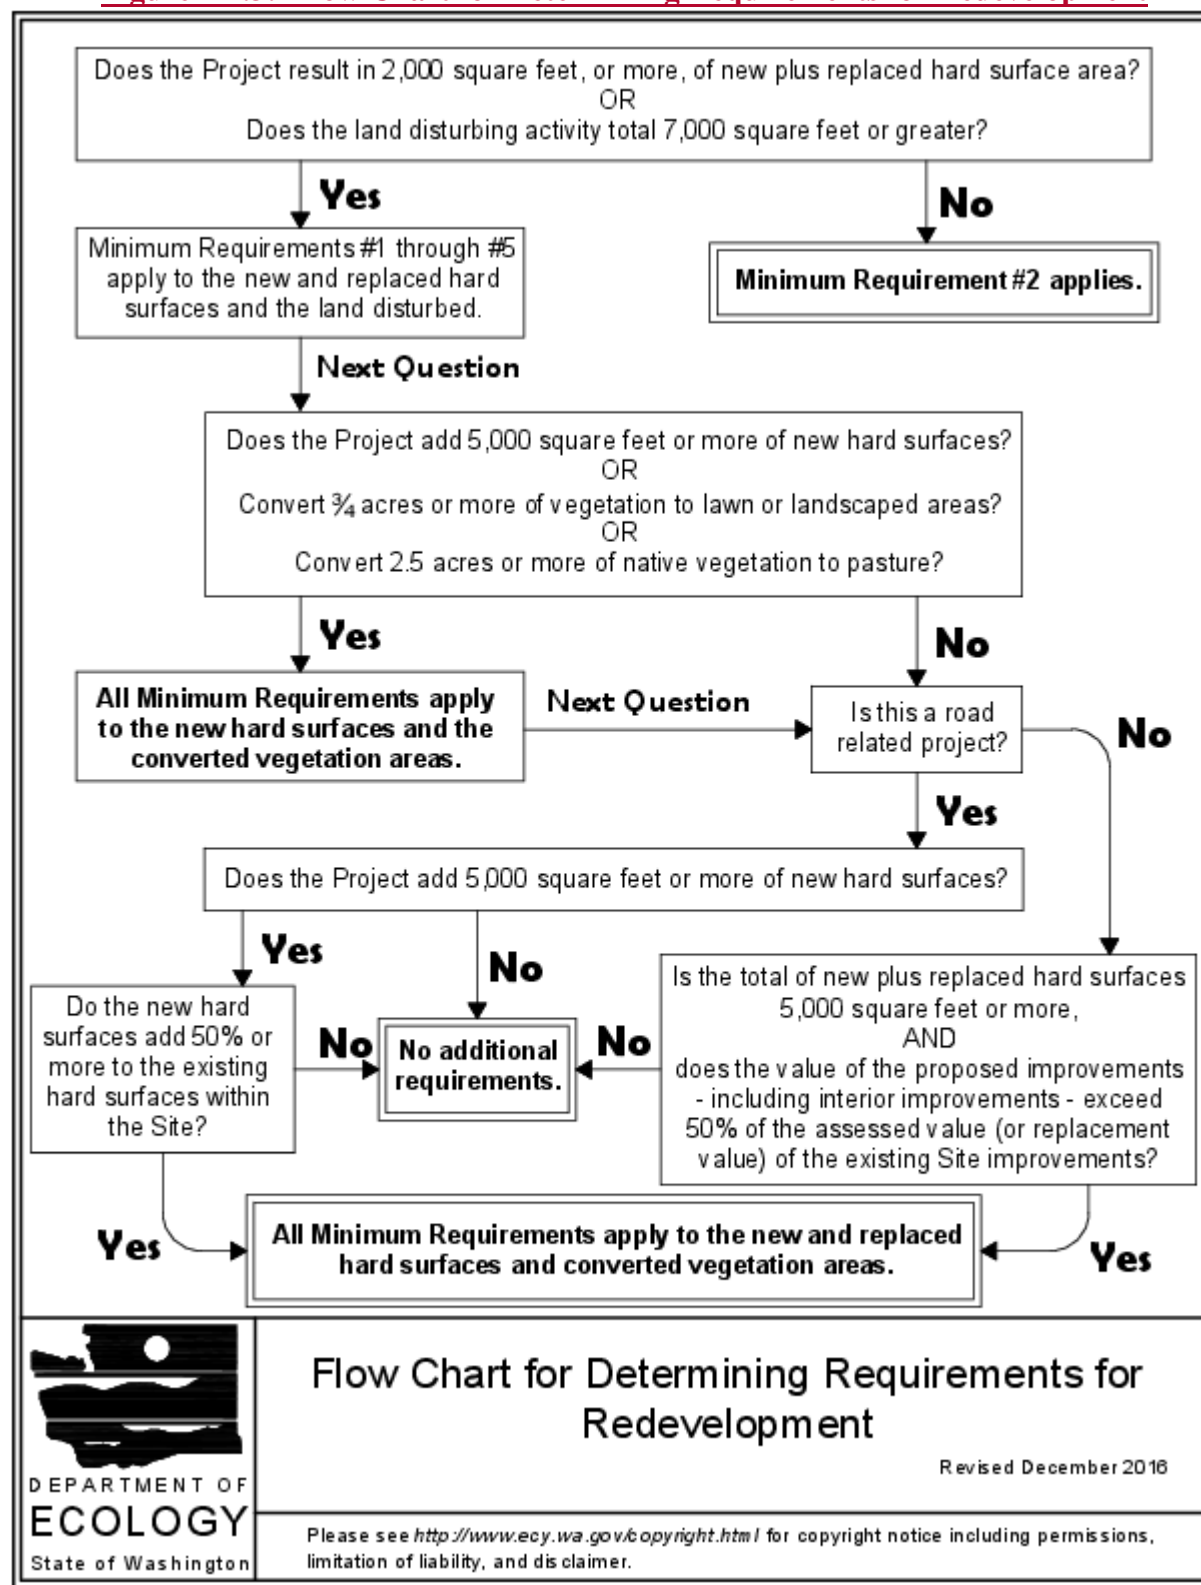 Does the Project result in 2,000 square feet, or more, of new plus replaced hard surface area?
OR
Does the land disturbing activity total 7,000 square feet or greater?
Yes
No
Minimum Requirements #1 through #5
apply to the new and replaced hard
surfaces and the land disturbed.
Minimum Requirement #2 applies.
Next Question
Does the Project add 5,000 square feet or more of new hard surfaces?
OR
Convert ¾ acres or more of vegetation to lawn or landscaped areas?
OR
Convert 2.5 acres or more of native vegetation to pasture?
Yes
No
All Minimum Requirements apply
to the new hard surfaces and the
converted vegetation areas.
Next Question
Is this a road
related project?
No
Yes
Does the Project add 5,000 square feet or more of new hard surfaces?
Yes
No
Do the new hard
surfaces add 50% or
more to the existing
hard surfaces within
the Site?
No
No additional
requirements.
No
Is the total of new plus replaced hard surfaces
5,000 square feet or more,
AND
does the value of the proposed improvements
- including interior improvements - exceed
50% of the assessed value (or replacement
value) of the existing Site improvements?
Yes
All Minimum Requirements apply to the new and replaced
hard surfaces and converted vegetation areas.
Yes
DEPARTMENT OF
ECOLOGY
State of Washington
Flow Chart for Determining Requirements for
Redevelopment
Revised December 2016
Please see http://www.ecy.wa.gov/copyright.html for copyright notice including permissions,
limitation of liability, and disclaimer.